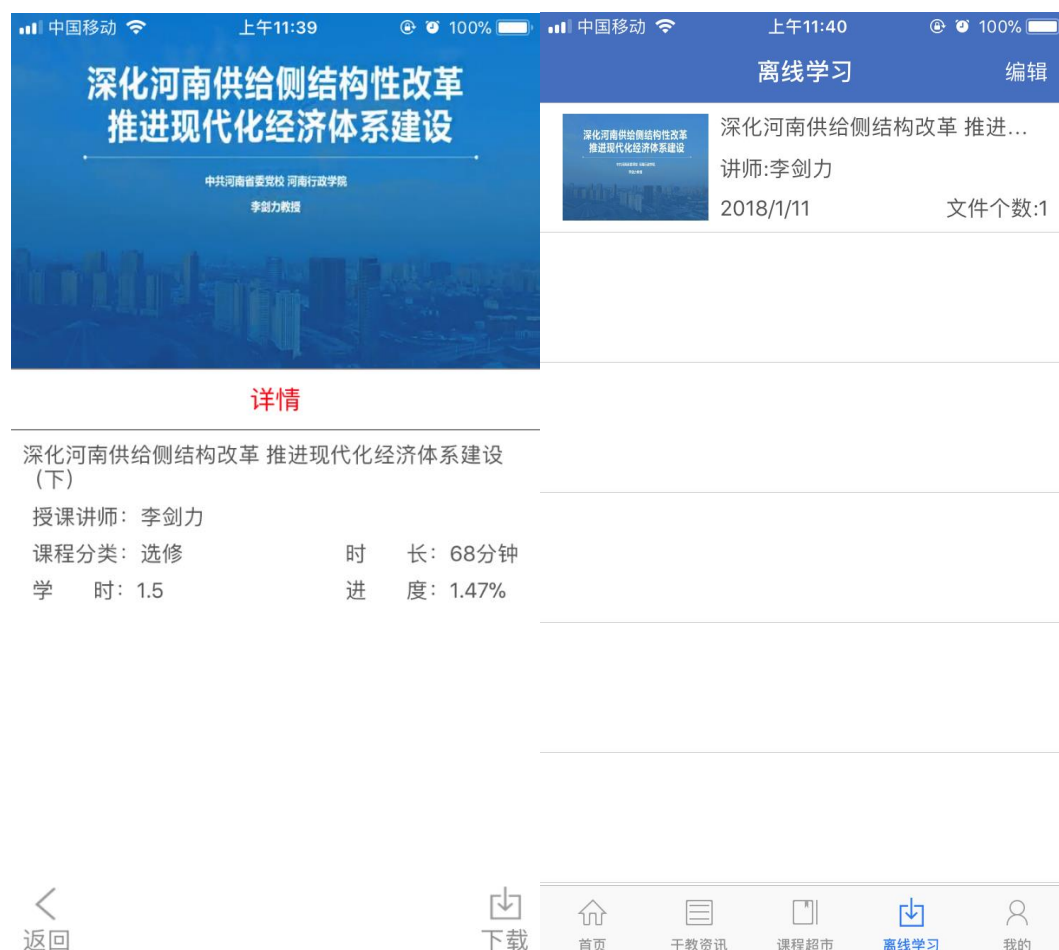 中国移动 上午11:39 100%
深化河南供给侧结构性改革
推进现代化经济体系建设
中共河南省委党校 河南行政学院
李剑力教授
详情
深化河南供给侧结构改革 推进现代化经济体系建设
(下)
授课讲师：李剑力
课程分类：选修 时 长：68分钟
学 时：1.5 进 度：1.47%
返回 下载
中国移动 上午11:40 100%
离线学习 编辑
深化河南供给侧结构性改革
推进现代化经济体系建设
深化河南供给侧结构改革 推进...
讲师:李剑力
2018/1/11 文件个数:1
首页 干教资讯 课程超市 离线学习 我的